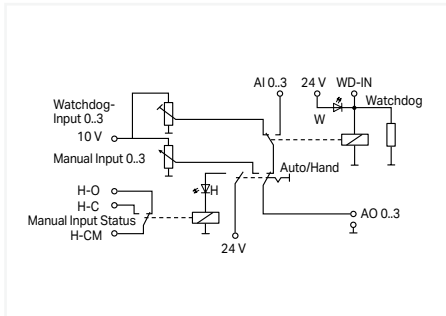 AI 0..3
24 V
WD-IN
Watchdog-
Input 0..3
Watchdog
W
10 V
Manual Input 0..3
Auto/Hand
H
H-O
H-C
Manual Input Status
H-CM
AO 0..3
24 V